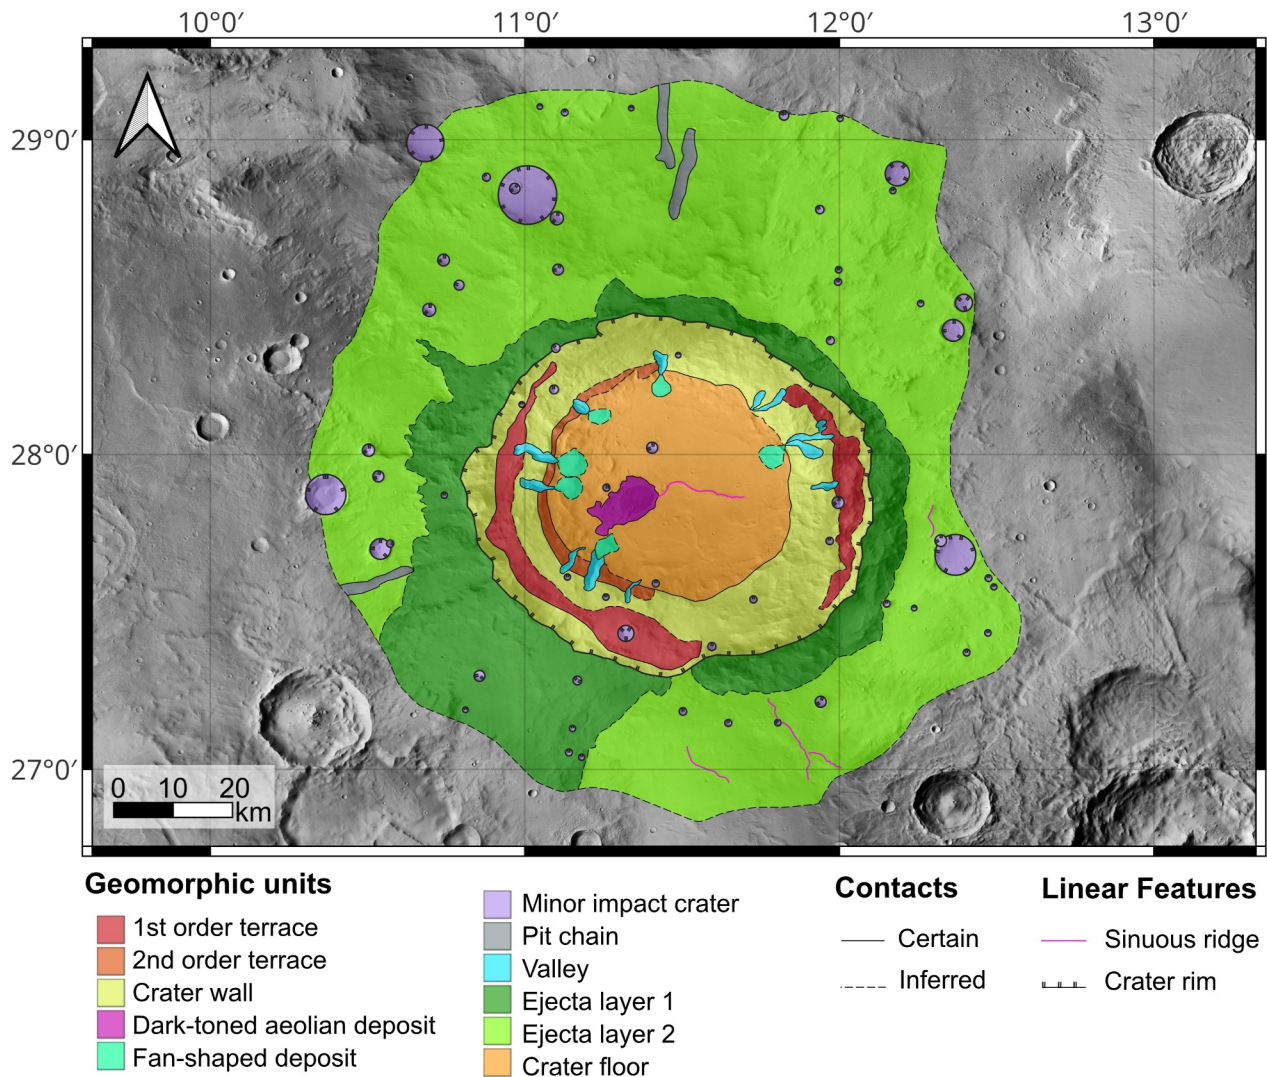 10°0′ 11°0′ 12°0′ 13°0′
29°0′
28°0′
27°0′
0 10 20
km
Geomorphic units
1st order terrace
2nd order terrace
Crater wall
Dark-toned aeolian deposit
Fan-shaped deposit
Minor impact crater
Pit chain
Valley
Ejecta layer 1
Ejecta layer 2
Crater floor
Contacts
Certain
Inferred
Linear Features
Sinuous ridge
Crater rim